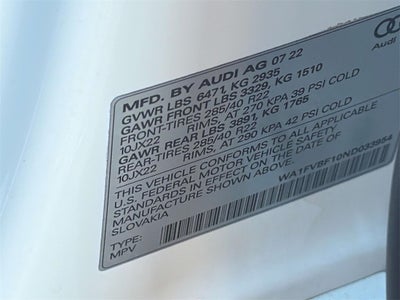 MFD. BY AUDI AG 07 22
GVWR LBS 6471, KG 2935
GAWR FRONT LBS 3329, KG 1510
FRONT-TIRES 285/40 R22
10JX22 RIMS, AT 270 KPA 39 PSI COLD
GAWR REAR LBS 3891, KG 1765
REAR-TIRES 285/40 R22
10JX22 RIMS, AT 290 KPA 42 PSI COLD
THIS VEHICLE CONFORMS TO ALL APPLICABLE
U.S. FEDERAL MOTOR VEHICLE SAFETY
STANDARDS IN EFFECT ON THE DATE OF
MANUFACTURE SHOWN ABOVE.
SLOVAKIA WA1FVBF10ND033954
TYPE:
MPV
Audi